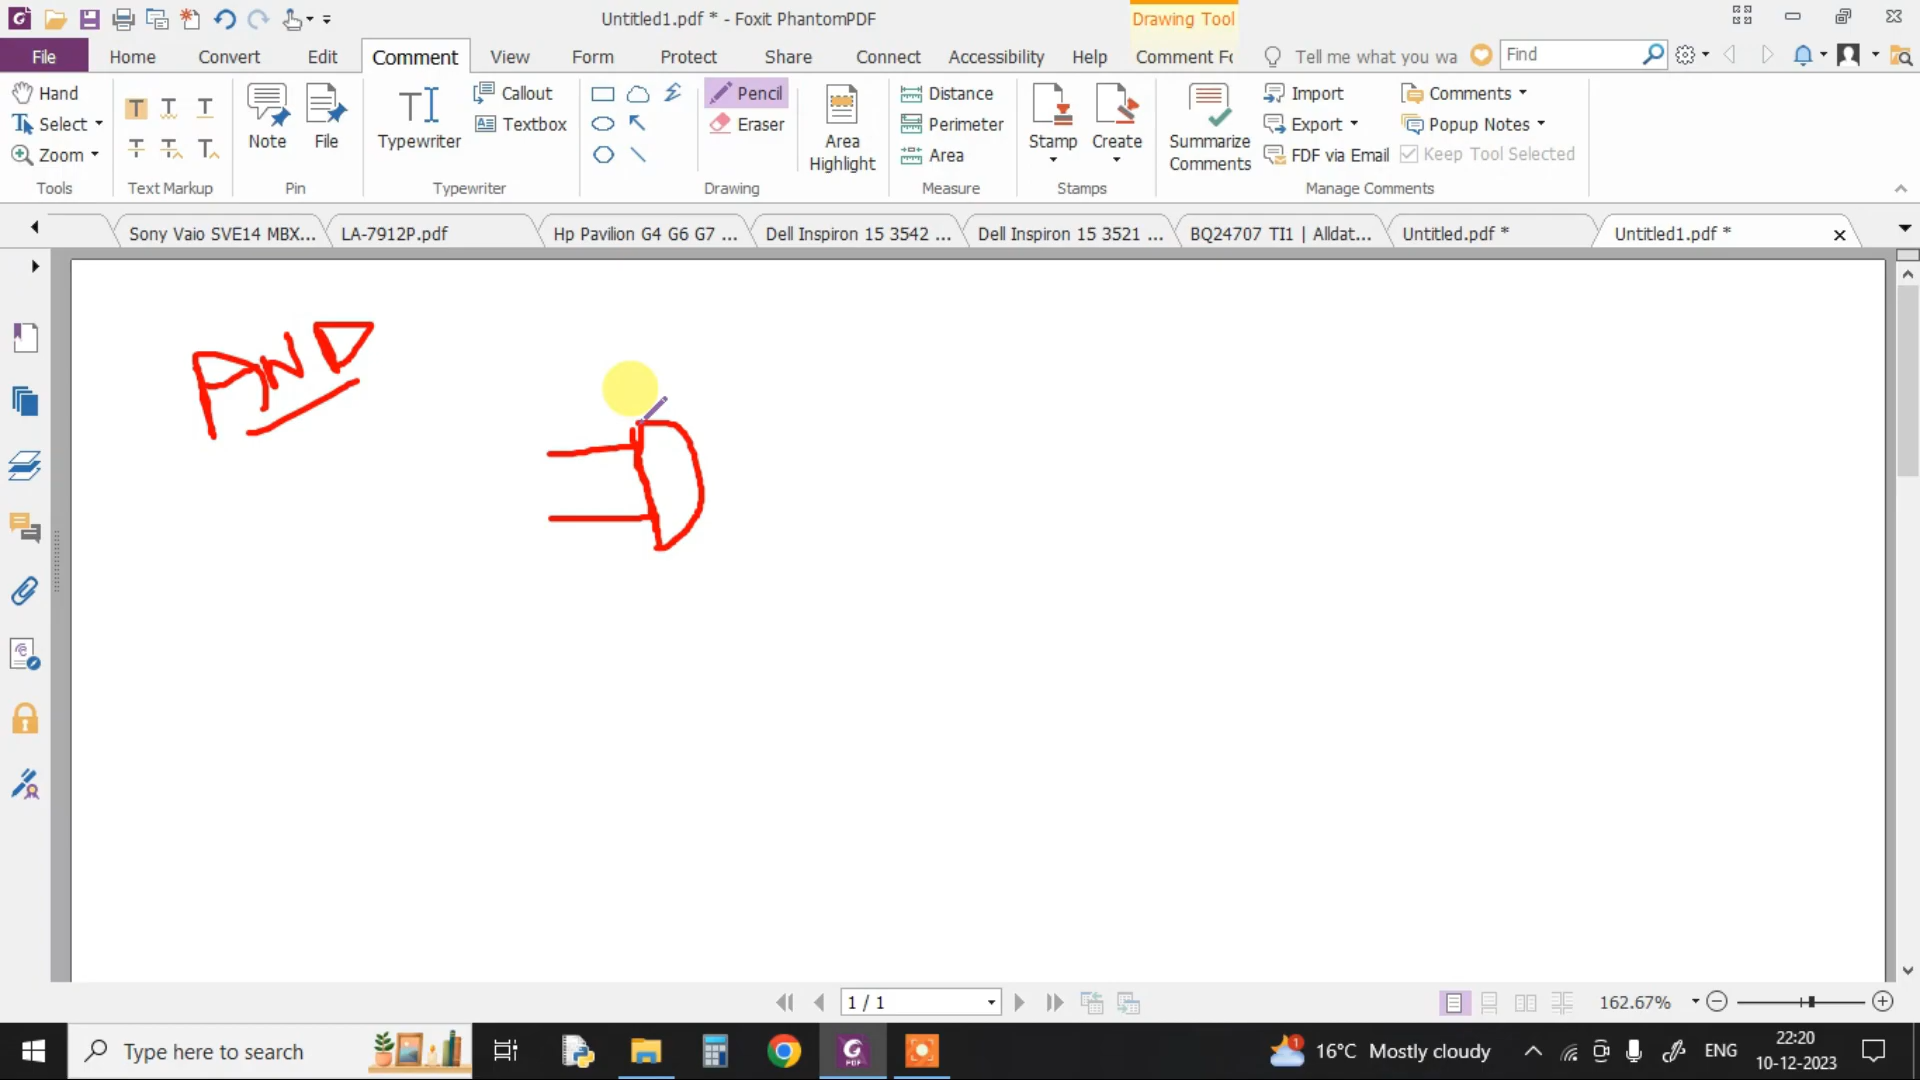 Untitled1.pdf * - Foxit PhantomPDF
Drawing Tool
File Home Convert Edit Comment View Form Protect Share Connect Accessibility Help Comment Fc Tell me what you wa Find
Hand
Select
Zoom
Tools
Text Markup
Note
File
Pin
Typewriter
Callout
Textbox
Typewriter
Pencil
Eraser
Drawing
Area
Highlight
Distance
Perimeter
Area
Measure
Stamp
Create
Stamps
Summarize
Comments
Import
Export
FDF via Email
Comments
Popup Notes
Keep Tool Selected
Manage Comments
Sony Vaio SVE14 MBX... LA-7912P.pdf Hp Pavilion G4 G6 G7 ... Dell Inspiron 15 3542 ... Dell Inspiron 15 3521 ... BQ24707 TI1 | Alldat... Untitled.pdf * Untitled1.pdf *
AND
1 / 1
162.67%
Type here to search
16°C Mostly cloudy
ENG
22:20
10-12-2023